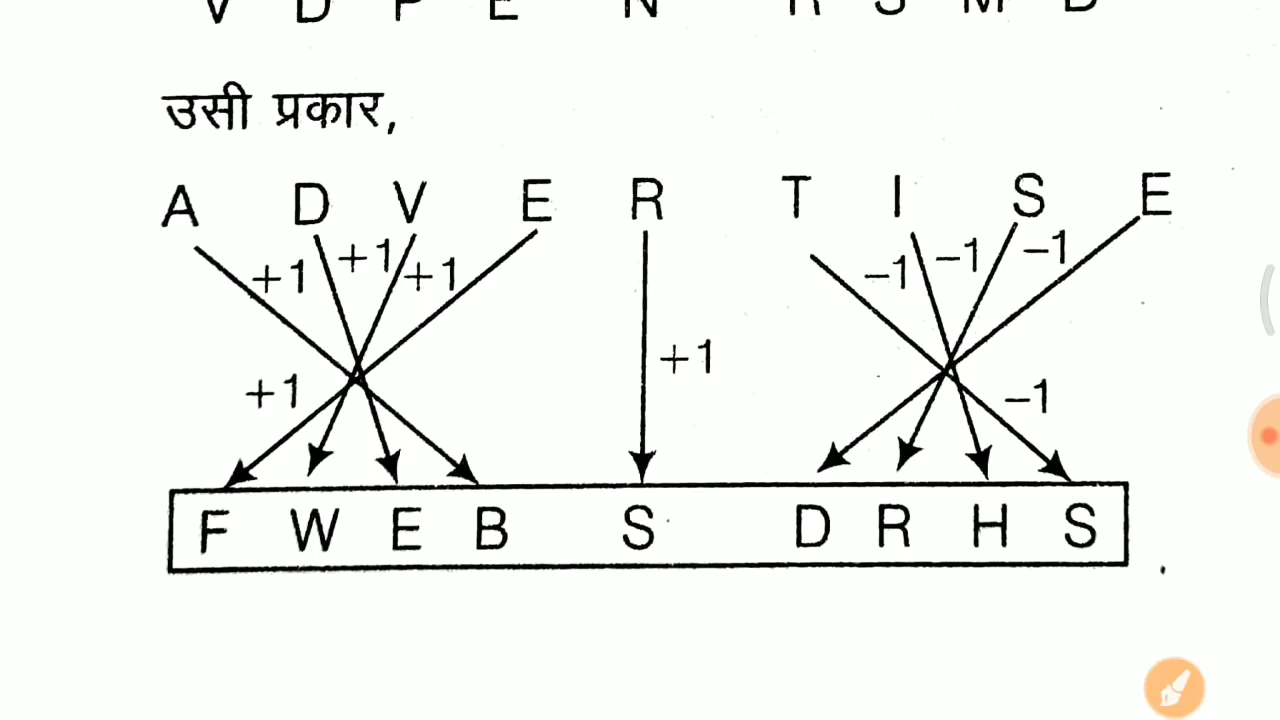 उसी प्रकार,
A D V E R T I S E
+1 +1 +1 -1 -1 -1
+1 +1 -1
F W E B S D R H S